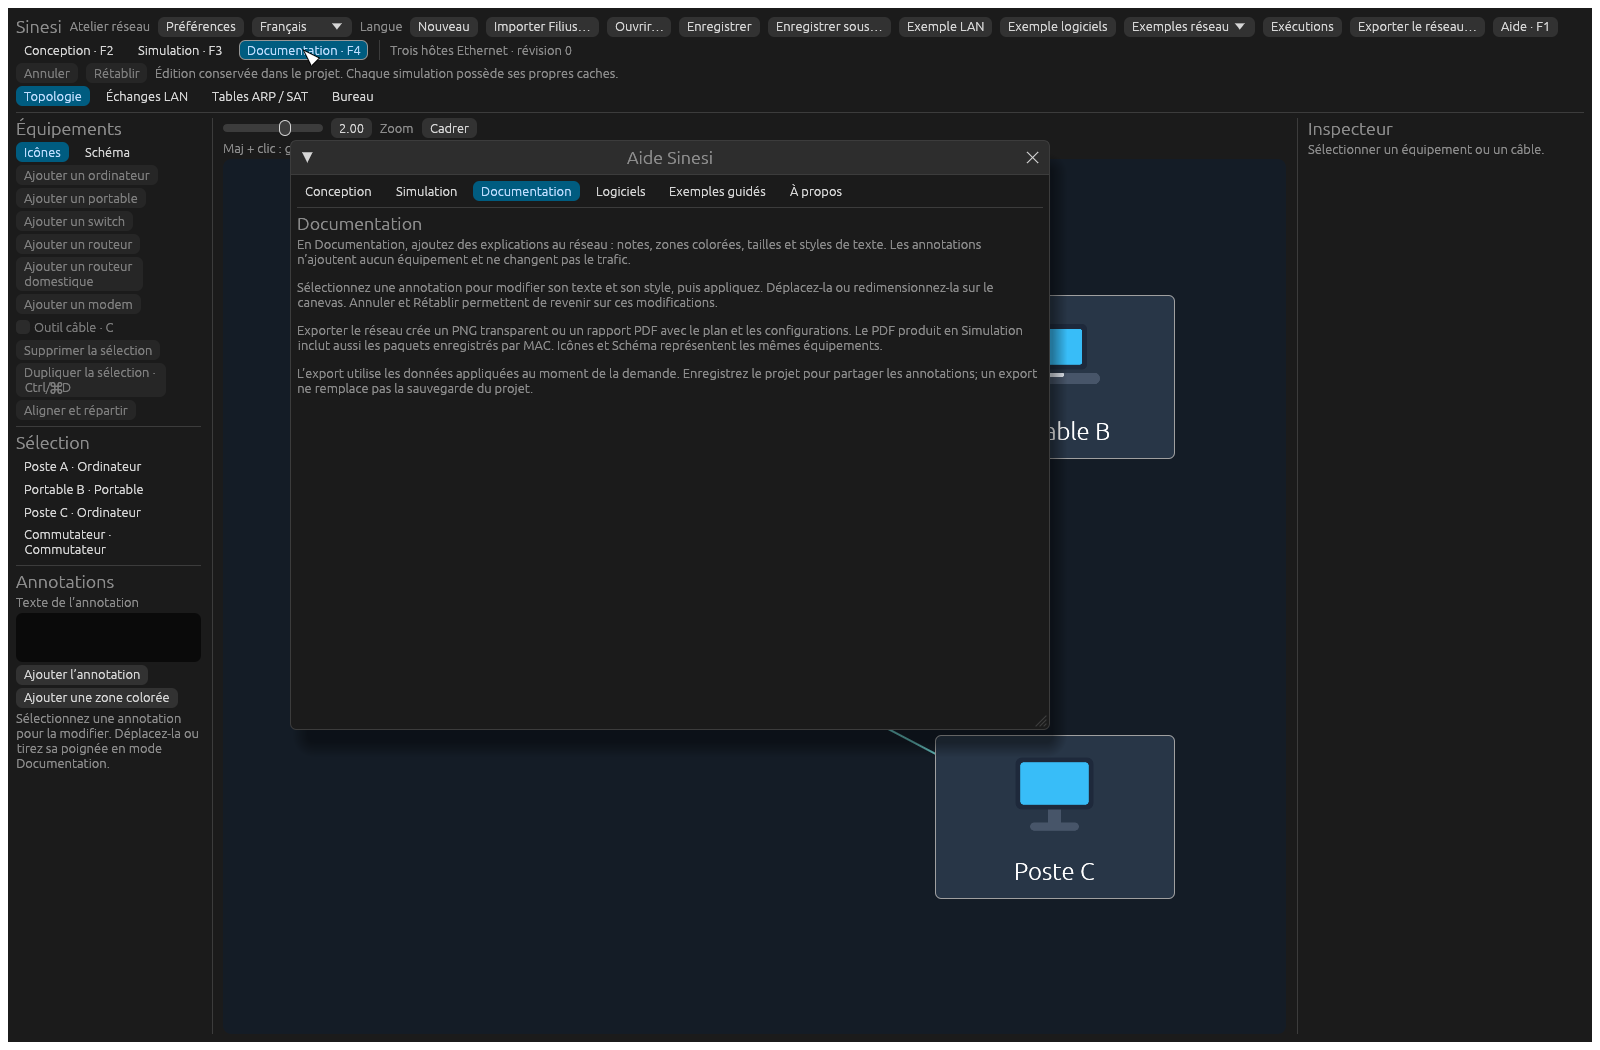 Sinesi Atelier réseau Préférences Français Langue Nouveau Importer Filius… Ouvrir… Enregistrer Enregistrer sous… Exemple LAN Exemple logiciels Exemples réseau Exécutions Exporter le réseau… Aide · F1
Conception · F2 Simulation · F3 Documentation · F4 Trois hôtes Ethernet · révision 0
Annuler Rétablir Édition conservée dans le projet. Chaque simulation possède ses propres caches.
Topologie Échanges LAN Tables ARP / SAT Bureau
Équipements
Icônes Schéma
Ajouter un ordinateur
Ajouter un portable
Ajouter un switch
Ajouter un routeur
Ajouter un routeur
domestique
Ajouter un modem
Outil câble · C
Supprimer la sélection
Dupliquer la sélection ·
Ctrl/⌘D
Aligner et répartir
Sélection
Poste A · Ordinateur
Portable B · Portable
Poste C · Ordinateur
Commutateur ·
Commutateur
Annotations
Texte de l’annotation
Ajouter l’annotation
Ajouter une zone colorée
Sélectionnez une annotation
pour la modifier. Déplacez-la ou
tirez sa poignée en mode
Documentation.
2.00 Zoom Cadrer
Maj + clic :
Aide Sinesi
Conception Simulation Documentation Logiciels Exemples guidés À propos
Documentation
En Documentation, ajoutez des explications au réseau : notes, zones colorées, tailles et styles de texte. Les annotations
n’ajoutent aucun équipement et ne changent pas le trafic.
Sélectionnez une annotation pour modifier son texte et son style, puis appliquez. Déplacez-la ou redimensionnez-la sur le
canevas. Annuler et Rétablir permettent de revenir sur ces modifications.
Exporter le réseau crée un PNG transparent ou un rapport PDF avec le plan et les configurations. Le PDF produit en Simulation
inclut aussi les paquets enregistrés par MAC. Icônes et Schéma représentent les mêmes équipements.
L’export utilise les données appliquées au moment de la demande. Enregistrez le projet pour partager les annotations; un export
ne remplace pas la sauvegarde du projet.
able B
Poste C
Inspecteur
Sélectionner un équipement ou un câble.